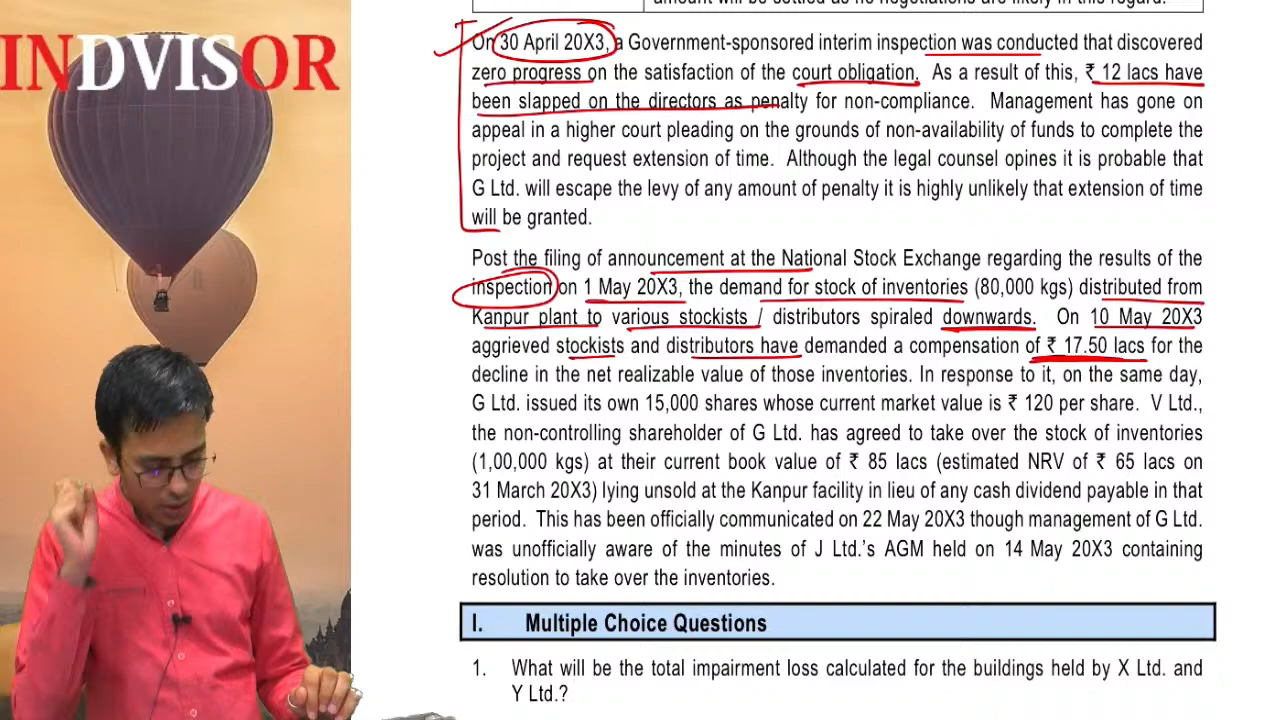 INDVISOR
amount will be settled as no negotiations are likely in this regard.
On 30 April 20X3, a Government-sponsored interim inspection was conducted that discovered
zero progress on the satisfaction of the court obligation. As a result of this, ₹ 12 lacs have
been slapped on the directors as penalty for non-compliance. Management has gone on
appeal in a higher court pleading on the grounds of non-availability of funds to complete the
project and request extension of time. Although the legal counsel opines it is probable that
G Ltd. will escape the levy of any amount of penalty it is highly unlikely that extension of time
will be granted.
Post the filing of announcement at the National Stock Exchange regarding the results of the
inspection on 1 May 20X3, the demand for stock of inventories (80,000 kgs) distributed from
Kanpur plant to various stockists / distributors spiraled downwards. On 10 May 20X3
aggrieved stockists and distributors have demanded a compensation of ₹ 17.50 lacs for the
decline in the net realizable value of those inventories. In response to it, on the same day,
G Ltd. issued its own 15,000 shares whose current market value is ₹ 120 per share. V Ltd.,
the non-controlling shareholder of G Ltd. has agreed to take over the stock of inventories
(1,00,000 kgs) at their current book value of ₹ 85 lacs (estimated NRV of ₹ 65 lacs on
31 March 20X3) lying unsold at the Kanpur facility in lieu of any cash dividend payable in that
period. This has been officially communicated on 22 May 20X3 though management of G Ltd.
was unofficially aware of the minutes of J Ltd.'s AGM held on 14 May 20X3 containing
resolution to take over the inventories.
I. Multiple Choice Questions
1. What will be the total impairment loss calculated for the buildings held by X Ltd. and
Y Ltd.?